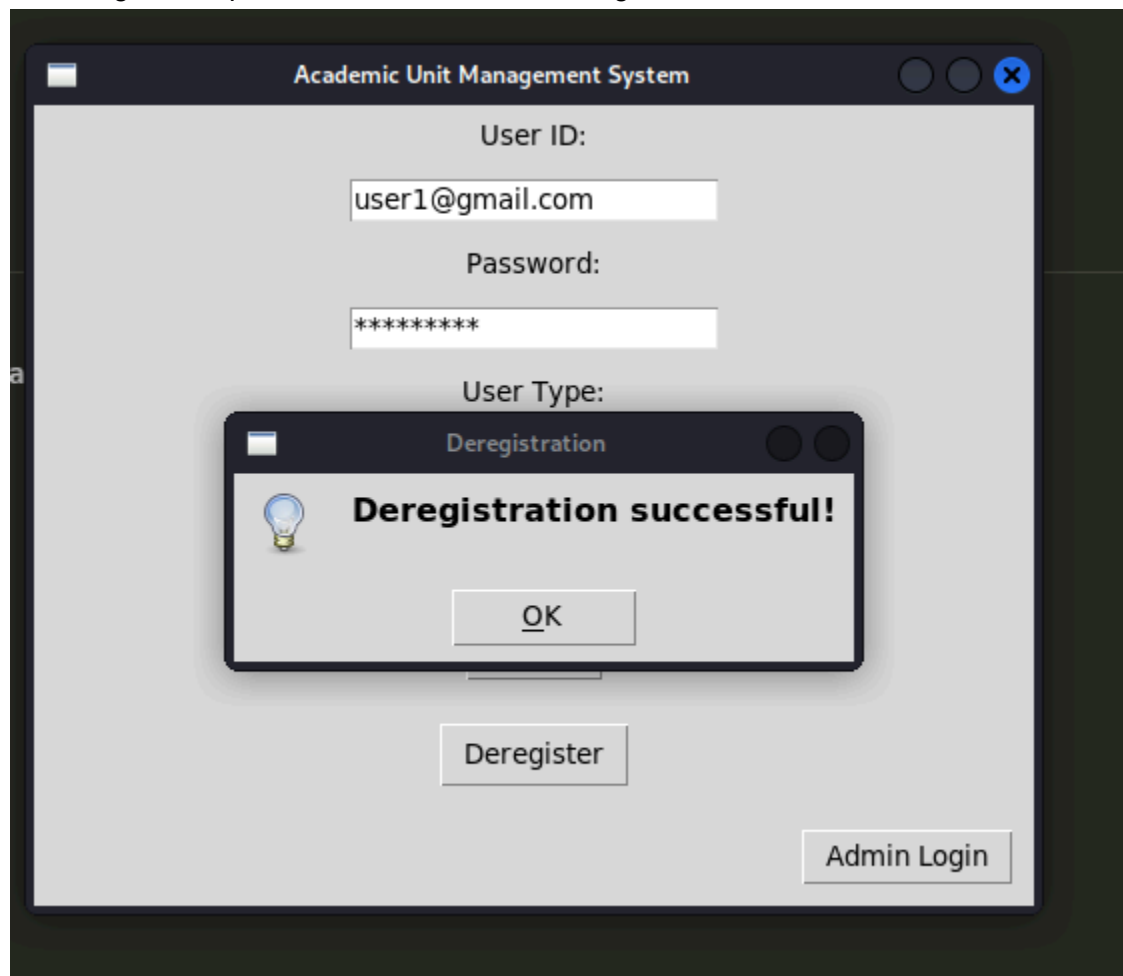 Academic Unit Management System
User ID:
user1@gmail.com
Password:
*********
User Type:
Deregistration
Deregistration successful!
OK
Deregister
Admin Login